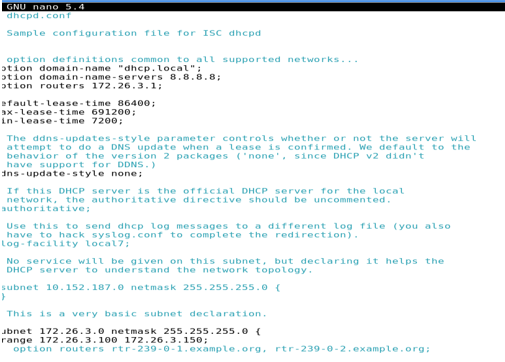 GNU nano 5.4
dhcpd.conf
Sample configuration file for ISC dhcpd
option definitions common to all supported networks...
ption domain-name "dhcp.local";
ption domain-name-servers 8.8.8.8;
ption routers 172.26.3.1;
efault-lease-time 86400;
ax-lease-time 691200;
in-lease-time 7200;
The ddns-updates-style parameter controls whether or not the server will
attempt to do a DNS update when a lease is confirmed. We default to the
behavior of the version 2 packages ('none', since DHCP v2 didn't
have support for DDNS.)
dns-update-style none;
If this DHCP server is the official DHCP server for the local
network, the authoritative directive should be uncommented.
authoritative;
Use this to send dhcp log messages to a different log file (you also
have to hack syslog.conf to complete the redirection).
log-facility local7;
No service will be given on this subnet, but declaring it helps the
DHCP server to understand the network topology.
subnet 10.152.187.0 netmask 255.255.255.0 {
}
This is a very basic subnet declaration.
ubnet 172.26.3.0 netmask 255.255.255.0 {
range 172.26.3.100 172.26.3.150;
option routers rtr-239-0-1.example.org, rtr-239-0-2.example.org;